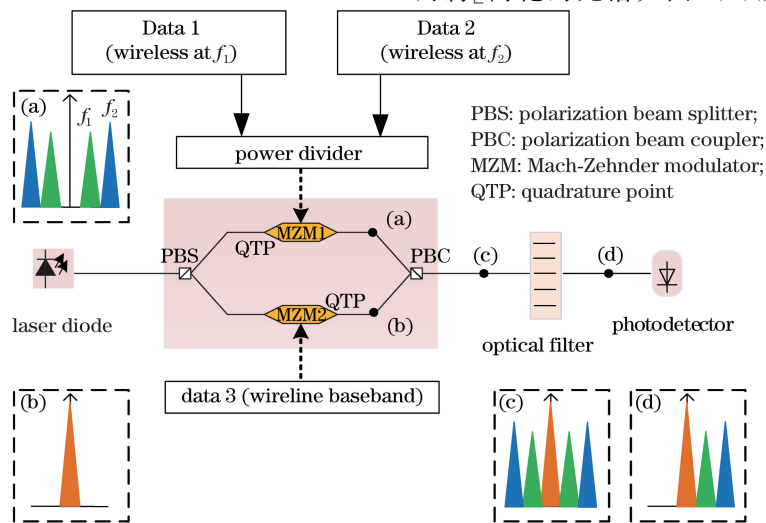 Data 1
(wireless at f₁)
Data 2
(wireless at f₂)
(a)
f₁
f₂
PBS: polarization beam splitter;
PBC: polarization beam coupler;
MZM: Mach-Zehnder modulator;
QTP: quadrature point
power divider
PBS
QTP
MZM1
(a)
PBC
(c)
(d)
MZM2
QTP
(b)
laser diode
optical filter
photodetector
data 3 (wireline baseband)
(b)
(c)
(d)